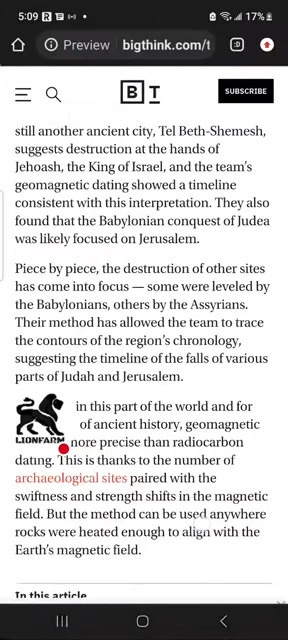 5:09
17%
Preview
bigthink.com/t
:D
B T
SUBSCRIBE
still another ancient city, Tel Beth-Shemesh,
suggests destruction at the hands of
Jehoash, the King of Israel, and the team's
geomagnetic dating showed a timeline
consistent with this interpretation. They also
found that the Babylonian conquest of Judea
was likely focused on Jerusalem.
Piece by piece, the destruction of other sites
has come into focus — some were leveled by
the Babylonians, others by the Assyrians.
Their method has allowed the team to trace
the contours of the region's chronology,
suggesting the timeline of the falls of various
parts of Judah and Jerusalem.
in this part of the world and for
of ancient history, geomagnetic
LIONFARM
more precise than radiocarbon
dating. This is thanks to the number of
archaeological sites paired with the
swiftness and strength shifts in the magnetic
field. But the method can be used anywhere
rocks were heated enough to align with the
Earth's magnetic field.
In this article